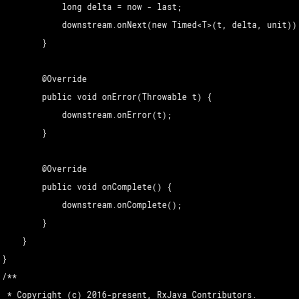 long delta = now - last;
downstream.onNext(new Timed<T>(t, delta, unit))
}
@Override
public void onError(Throwable t) {
downstream.onError(t);
}
@Override
public void onComplete() {
downstream.onComplete();
}
}
}
/**
* Copyright (c) 2016-present, RxJava Contributors.